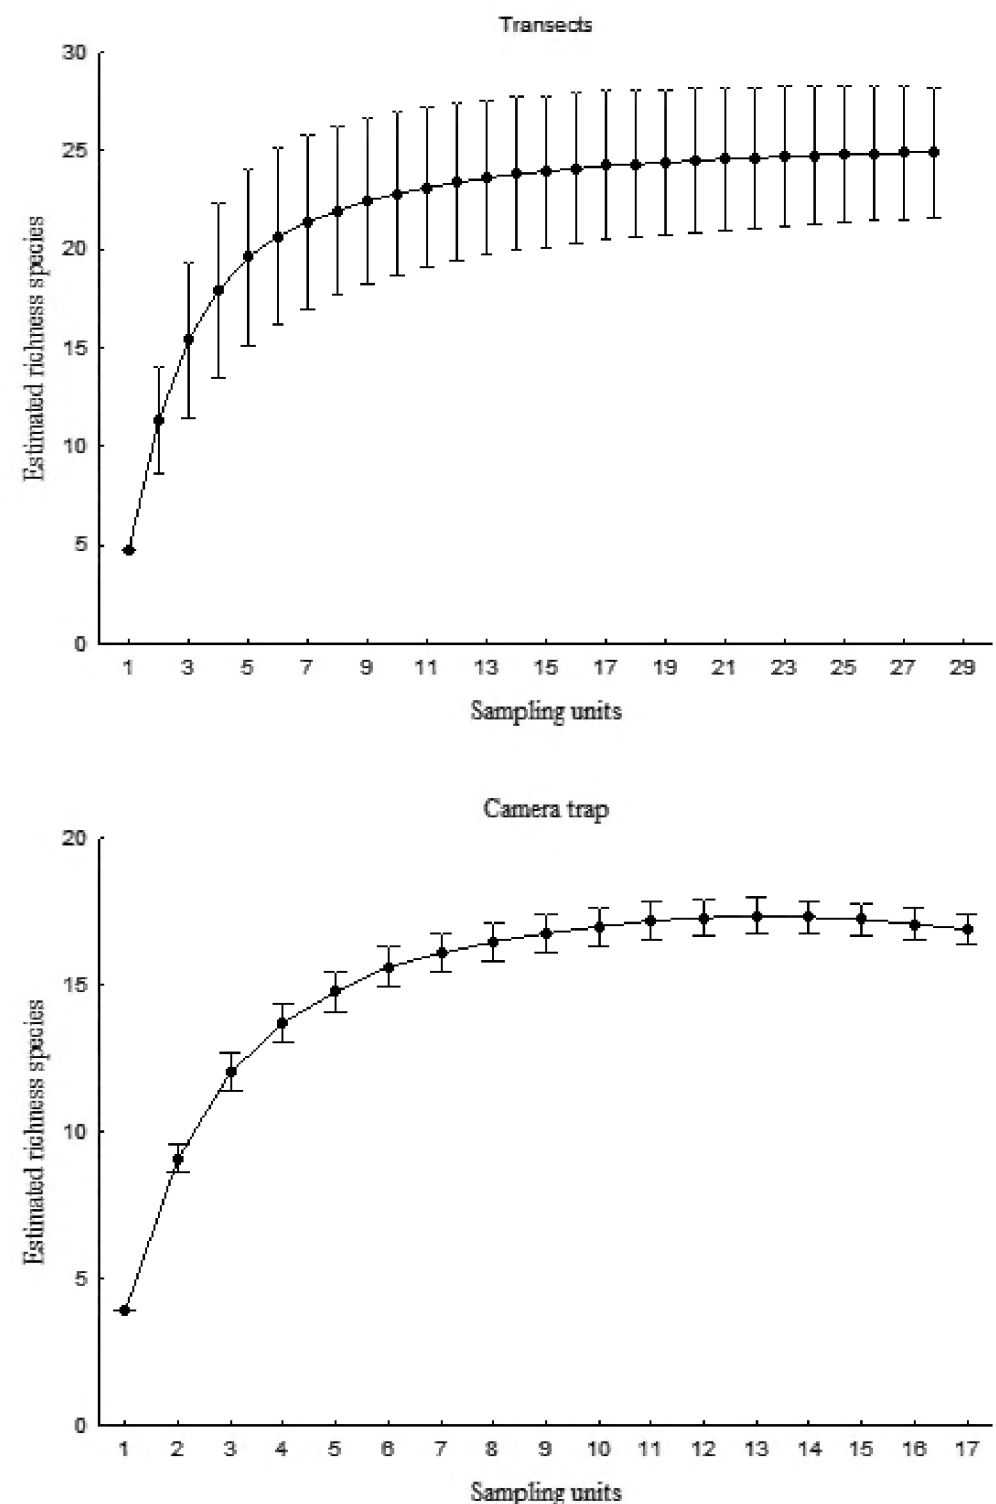 Transects
30
25
20
15
10
5
0
Estimated richness species
1 3 5 7 9 11 13 15 17 19 21 23 25 27 29
Sampling units
Camera trap
20
15
10
5
0
Estimated richness species
1 2 3 4 5 6 7 8 9 10 11 12 13 14 15 16 17
Sampling units